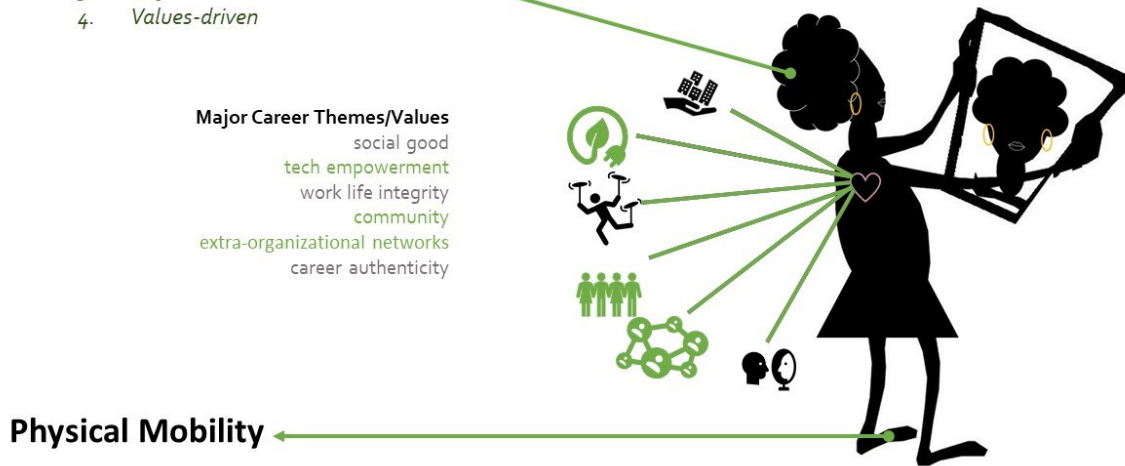 4. Values-driven
Major Career Themes/Values
social good
tech empowerment
work life integrity
community
extra-organizational networks
career authenticity
Physical Mobility